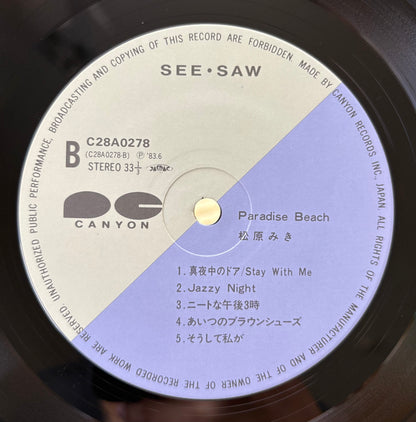 UNAUTHORIZED PUBLIC PERFORMANCE, BROADCASTING AND COPYING OF THIS RECORD ARE FORBIDDEN. MADE BY CANYON RECORDS INC., JAPAN. ALL RIGHTS OF THE MANUFACTURER AND OF THE OWNER OF THE RECORDED WORK ARE RESERVED.
SEE・SAW
B
C28A0278
(C28A0278-B) Ⓟ '83.6
STEREO 33⅓ JASRAC
CANYON
Paradise Beach
松原みき
1. 真夜中のドア/Stay With Me
2. Jazzy Night
3. ニートな午後3時
4. あいつのブラウンシューズ
5. そうして私が